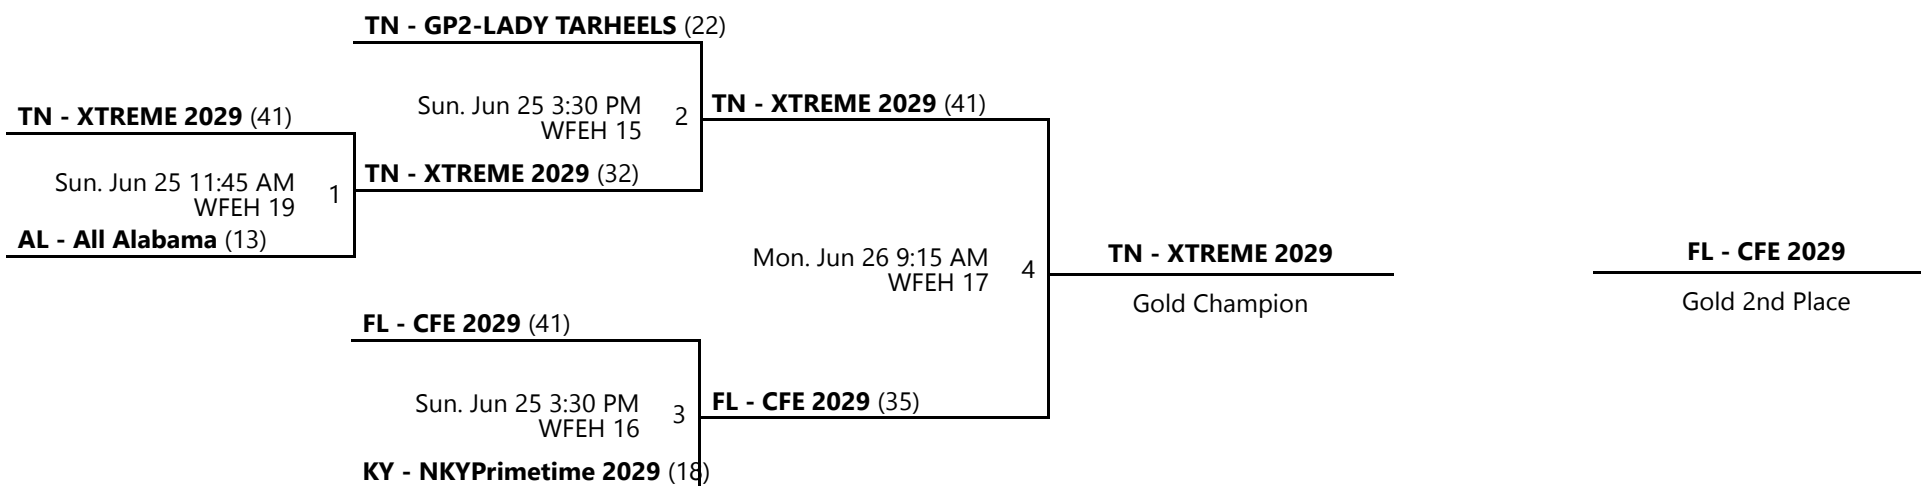 TN - GP2-LADY TARHEELS (22)
TN - XTREME 2029 (41)
Sun. Jun 25 11:45 AM
WFEH 19
1
AL - All Alabama (13)
Sun. Jun 25 3:30 PM
WFEH 15
2
TN - XTREME 2029 (32)
TN - XTREME 2029 (41)
Mon. Jun 26 9:15 AM
WFEH 17
4
FL - CFE 2029 (41)
Sun. Jun 25 3:30 PM
WFEH 16
3
KY - NKYPrimetime 2029 (18)
FL - CFE 2029 (35)
TN - XTREME 2029
Gold Champion
FL - CFE 2029
Gold 2nd Place